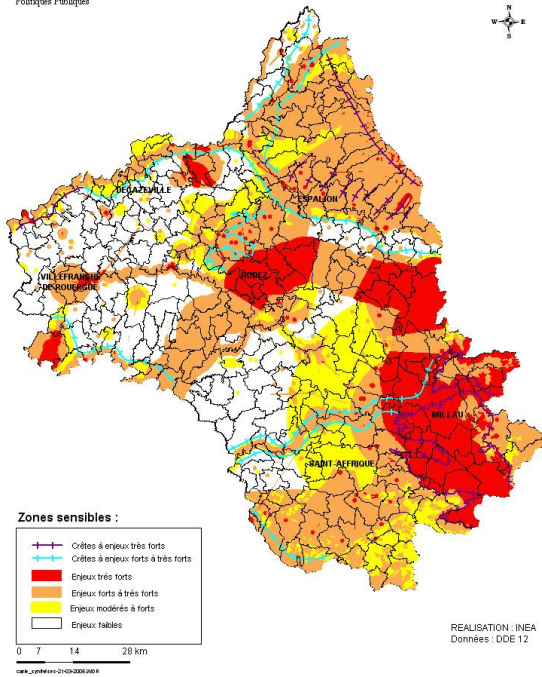 Politiques Publiques
N
W E
S
DECAZEVILLE
ESPALION
VILLEFRANCHE
DE ROUERGUE
RODEZ
MILLAU
SAINT-AFFRIQUE
Zones sensibles :
Crêtes à enjeux très forts
Crêtes à enjeux forts à très forts
Enjeux trés forts
Enjeux forts à trés forts
Enjeux modérés à forts
Enjeux faibles
0 7 14 28 km
REALISATION : INEA
Données : DDE 12